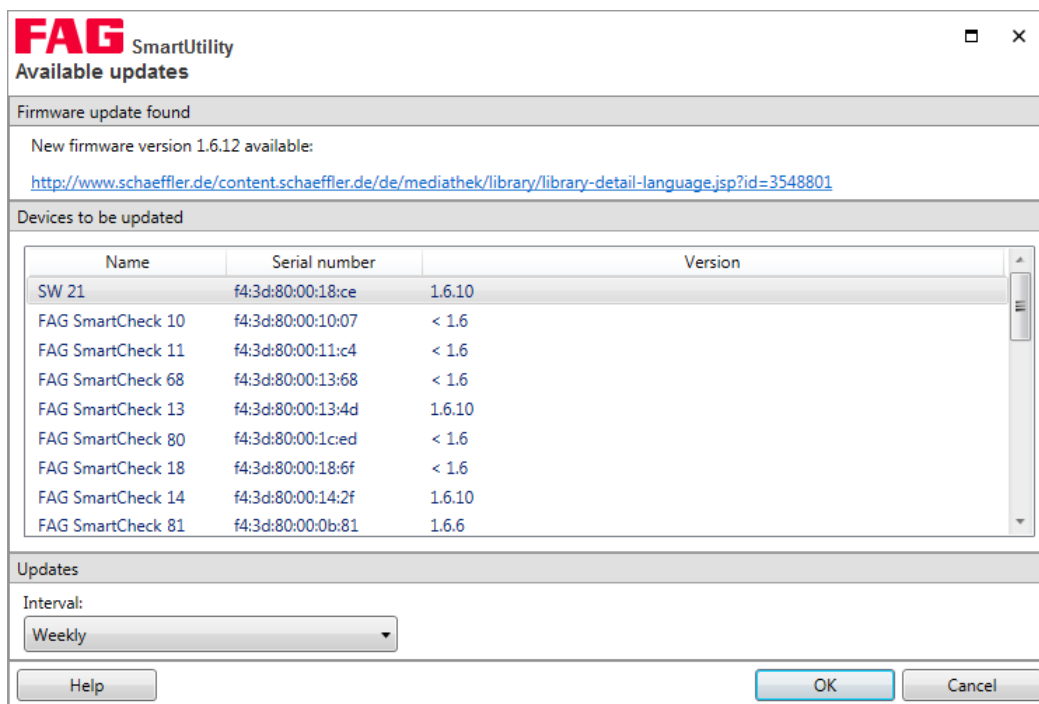 FAG SmartUtility
Available updates
Firmware update found
New firmware version 1.6.12 available:
http://www.schaeffler.de/content.schaeffler.de/de/mediathek/library/library-detail-language.jsp?id=3548801
Devices to be updated
Name Serial number Version
SW 21 f4:3d:80:00:18:ce 1.6.10
FAG SmartCheck 10 f4:3d:80:00:10:07 < 1.6
FAG SmartCheck 11 f4:3d:80:00:11:c4 < 1.6
FAG SmartCheck 68 f4:3d:80:00:13:68 < 1.6
FAG SmartCheck 13 f4:3d:80:00:13:4d 1.6.10
FAG SmartCheck 80 f4:3d:80:00:1c:ed < 1.6
FAG SmartCheck 18 f4:3d:80:00:18:6f < 1.6
FAG SmartCheck 14 f4:3d:80:00:14:2f 1.6.10
FAG SmartCheck 81 f4:3d:80:00:0b:81 1.6.6
Updates
Interval:
Weekly
Help OK Cancel